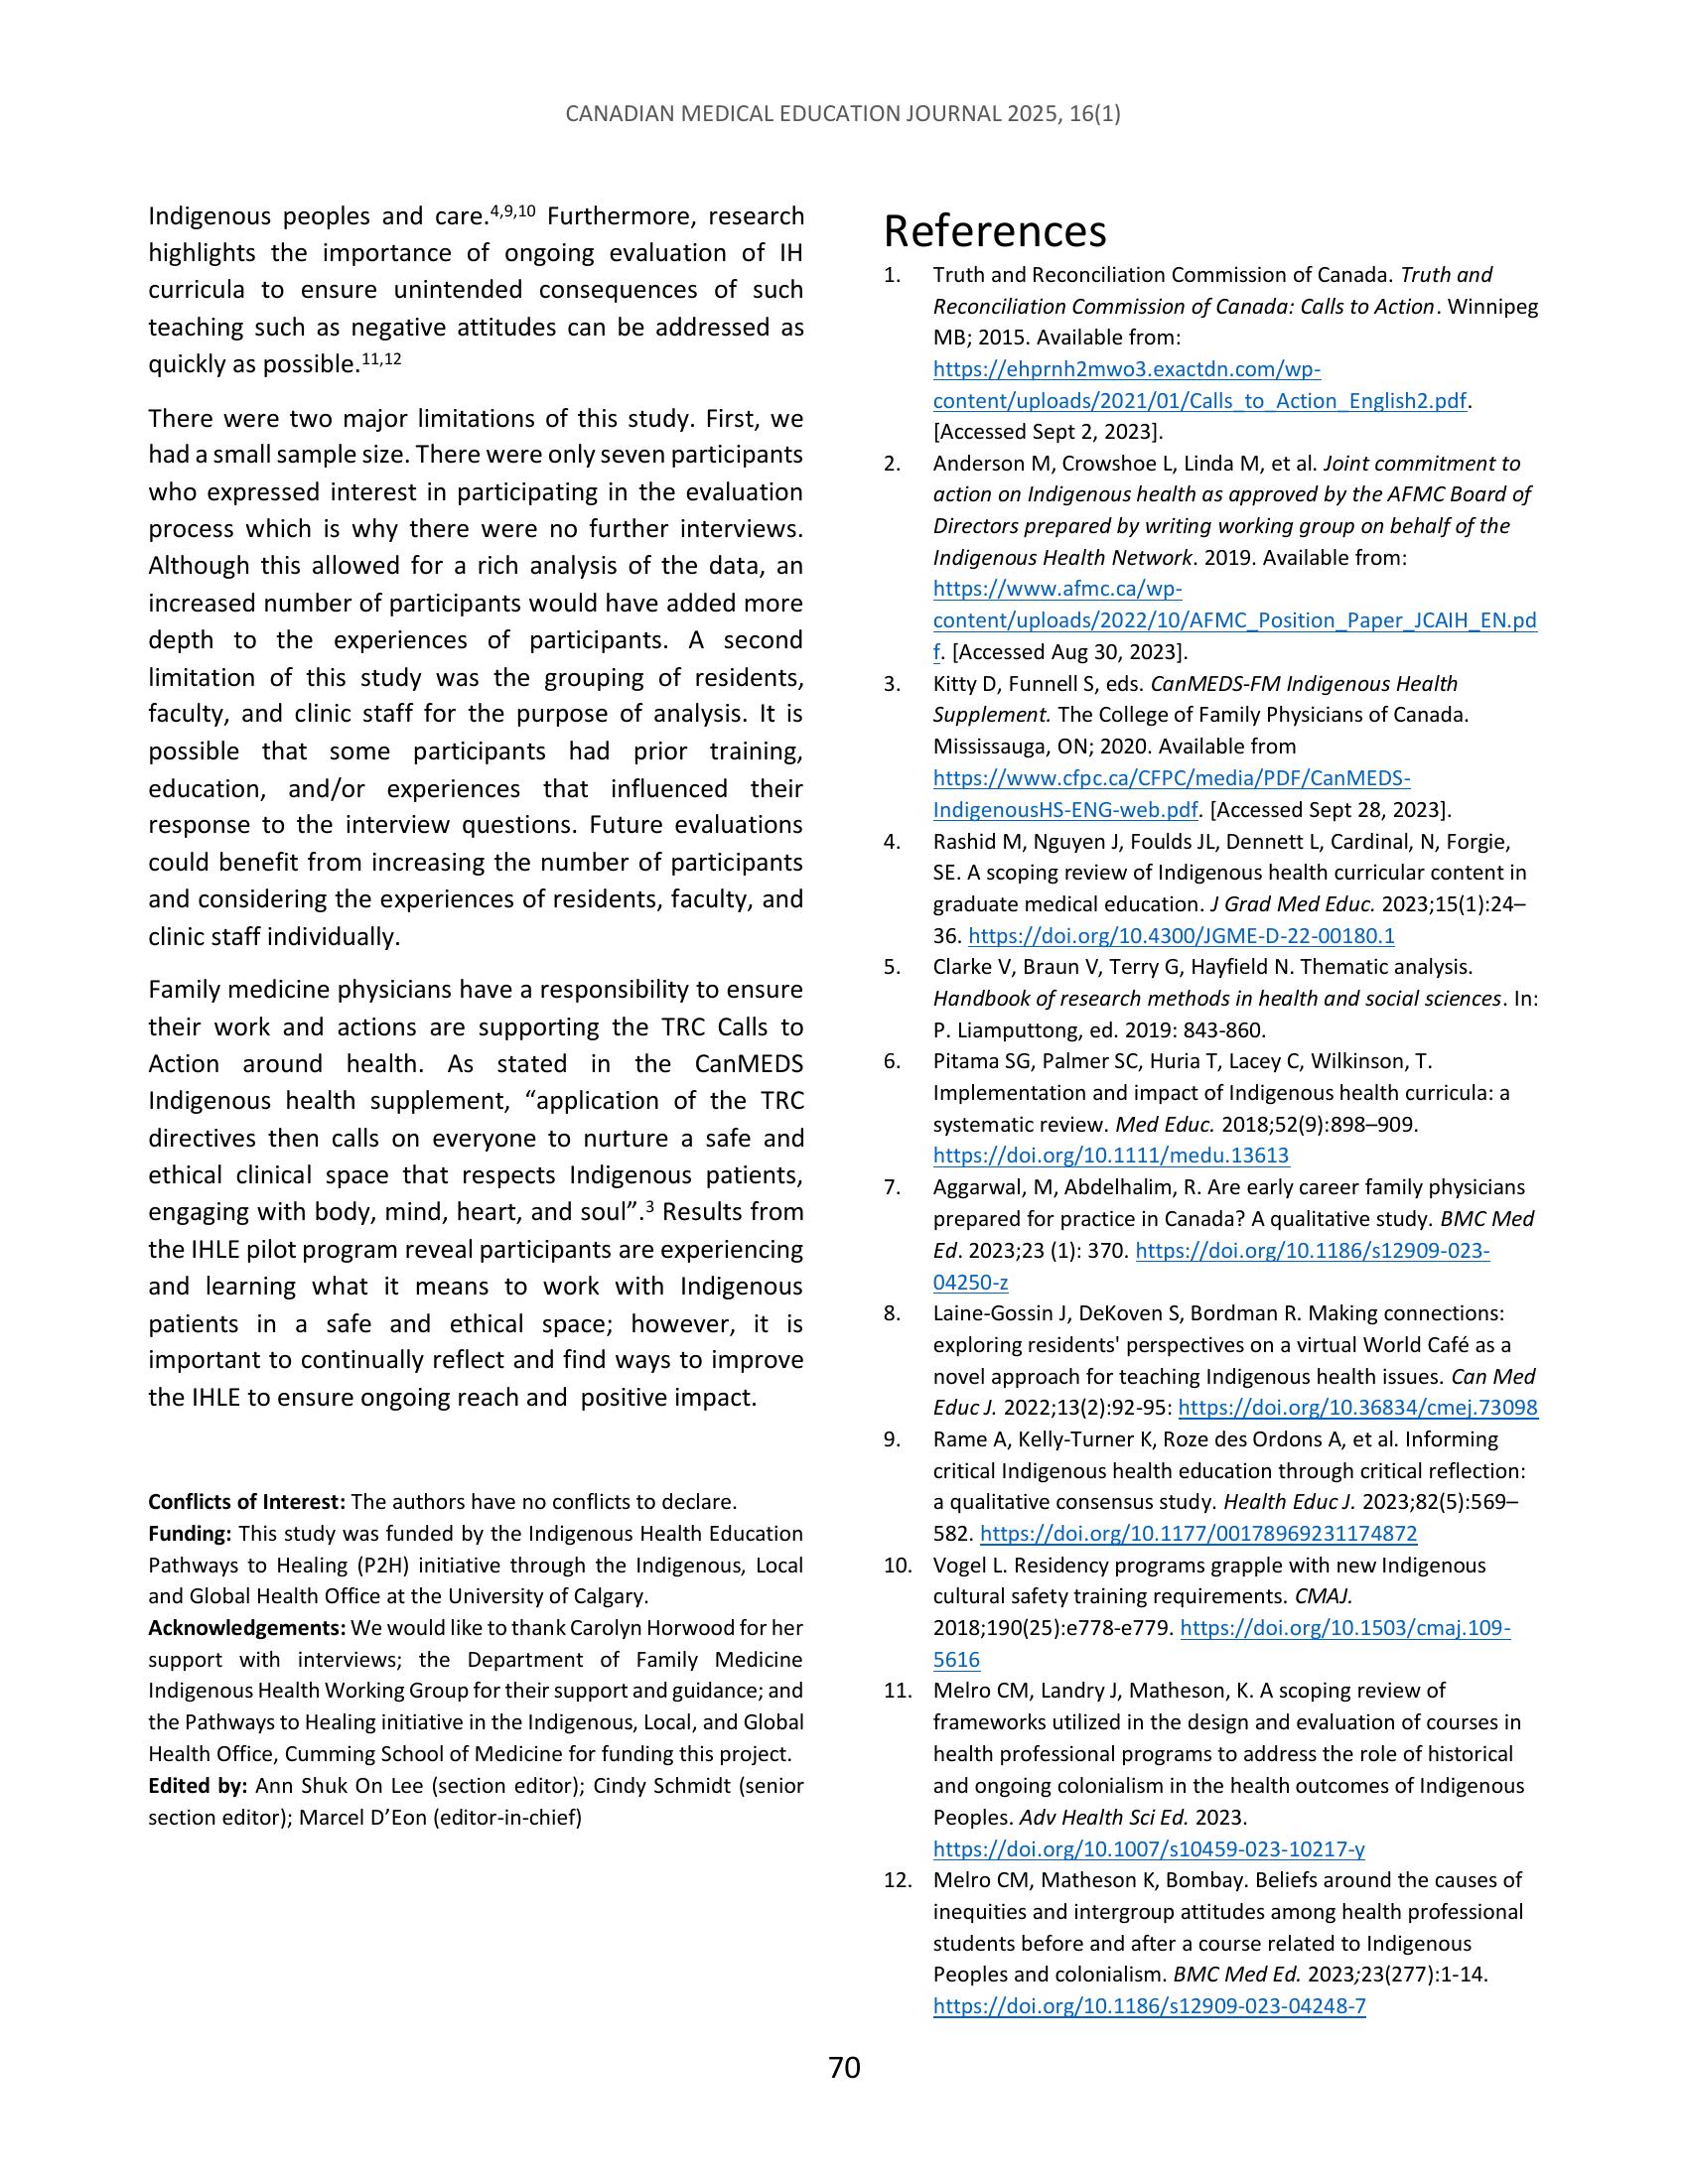 CANADIAN MEDICAL EDUCATION JOURNAL 2025, 16(1)
Indigenous peoples and care.4,9,10 Furthermore, research
highlights the importance of ongoing evaluation of IH
curricula to ensure unintended consequences of such
teaching such as negative attitudes can be addressed as
quickly as possible.11,12
There were two major limitations of this study. First, we
had a small sample size. There were only seven participants
who expressed interest in participating in the evaluation
process which is why there were no further interviews.
Although this allowed for a rich analysis of the data, an
increased number of participants would have added more
depth to the experiences of participants. A second
limitation of this study was the grouping of residents,
faculty, and clinic staff for the purpose of analysis. It is
possible that some participants had prior training,
education, and/or experiences that influenced their
response to the interview questions. Future evaluations
could benefit from increasing the number of participants
and considering the experiences of residents, faculty, and
clinic staff individually.
Family medicine physicians have a responsibility to ensure
their work and actions are supporting the TRC Calls to
Action around health. As stated in the CanMEDS
Indigenous health supplement, “application of the TRC
directives then calls on everyone to nurture a safe and
ethical clinical space that respects Indigenous patients,
engaging with body, mind, heart, and soul”.3 Results from
the IHLE pilot program reveal participants are experiencing
and learning what it means to work with Indigenous
patients in a safe and ethical space; however, it is
important to continually reflect and find ways to improve
the IHLE to ensure ongoing reach and  positive impact.
Conflicts of Interest: The authors have no conflicts to declare.
Funding: This study was funded by the Indigenous Health Education
Pathways to Healing (P2H) initiative through the Indigenous, Local
and Global Health Office at the University of Calgary.
Acknowledgements: We would like to thank Carolyn Horwood for her
support with interviews; the Department of Family Medicine
Indigenous Health Working Group for their support and guidance; and
the Pathways to Healing initiative in the Indigenous, Local, and Global
Health Office, Cumming School of Medicine for funding this project.
Edited by: Ann Shuk On Lee (section editor); Cindy Schmidt (senior
section editor); Marcel D’Eon (editor-in-chief)
References
1. Truth and Reconciliation Commission of Canada. Truth and
Reconciliation Commission of Canada: Calls to Action. Winnipeg
MB; 2015. Available from:
https://ehprnh2mwo3.exactdn.com/wp-
content/uploads/2021/01/Calls_to_Action_English2.pdf.
[Accessed Sept 2, 2023].
2. Anderson M, Crowshoe L, Linda M, et al. Joint commitment to
action on Indigenous health as approved by the AFMC Board of
Directors prepared by writing working group on behalf of the
Indigenous Health Network. 2019. Available from:
https://www.afmc.ca/wp-
content/uploads/2022/10/AFMC_Position_Paper_JCAIH_EN.pd
f. [Accessed Aug 30, 2023].
3. Kitty D, Funnell S, eds. CanMEDS-FM Indigenous Health
Supplement. The College of Family Physicians of Canada.
Mississauga, ON; 2020. Available from
https://www.cfpc.ca/CFPC/media/PDF/CanMEDS-
IndigenousHS-ENG-web.pdf. [Accessed Sept 28, 2023].
4. Rashid M, Nguyen J, Foulds JL, Dennett L, Cardinal, N, Forgie,
SE. A scoping review of Indigenous health curricular content in
graduate medical education. J Grad Med Educ. 2023;15(1):24–
36. https://doi.org/10.4300/JGME-D-22-00180.1
5. Clarke V, Braun V, Terry G, Hayfield N. Thematic analysis.
Handbook of research methods in health and social sciences. In:
P. Liamputtong, ed. 2019: 843-860.
6. Pitama SG, Palmer SC, Huria T, Lacey C, Wilkinson, T.
Implementation and impact of Indigenous health curricula: a
systematic review. Med Educ. 2018;52(9):898–909.
https://doi.org/10.1111/medu.13613
7. Aggarwal, M, Abdelhalim, R. Are early career family physicians
prepared for practice in Canada? A qualitative study. BMC Med
Ed. 2023;23 (1): 370. https://doi.org/10.1186/s12909-023-
04250-z
8. Laine-Gossin J, DeKoven S, Bordman R. Making connections:
exploring residents' perspectives on a virtual World Café as a
novel approach for teaching Indigenous health issues. Can Med
Educ J. 2022;13(2):92-95: https://doi.org/10.36834/cmej.73098
9. Rame A, Kelly-Turner K, Roze des Ordons A, et al. Informing
critical Indigenous health education through critical reflection:
a qualitative consensus study. Health Educ J. 2023;82(5):569–
582. https://doi.org/10.1177/00178969231174872
10. Vogel L. Residency programs grapple with new Indigenous
cultural safety training requirements. CMAJ.
2018;190(25):e778-e779. https://doi.org/10.1503/cmaj.109-
5616
11. Melro CM, Landry J, Matheson, K. A scoping review of
frameworks utilized in the design and evaluation of courses in
health professional programs to address the role of historical
and ongoing colonialism in the health outcomes of Indigenous
Peoples. Adv Health Sci Ed. 2023.
https://doi.org/10.1007/s10459-023-10217-y
12. Melro CM, Matheson K, Bombay. Beliefs around the causes of
inequities and intergroup attitudes among health professional
students before and after a course related to Indigenous
Peoples and colonialism. BMC Med Ed. 2023;23(277):1-14.
https://doi.org/10.1186/s12909-023-04248-7
70